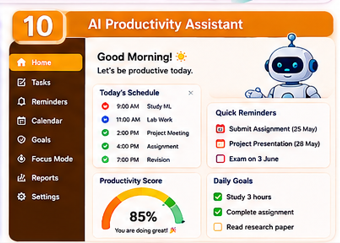 10
AI Productivity Assistant
Home
Tasks
Reminders
Calendar
Goals
Focus Mode
Reports
Settings
Good Morning! ☀️
Let's be productive today.
Today's Schedule ×
9:00 AM Study ML
11:00 AM Lab Work
2:00 PM Project Meeting
4:00 PM Assignment
7:00 PM Revision
Quick Reminders
Submit Assignment (25 May)
Project Presentation (28 May)
Exam on 3 June
Productivity Score
85%
You are doing great! 🎉
Daily Goals
Study 3 hours
Complete assignment
Read research paper